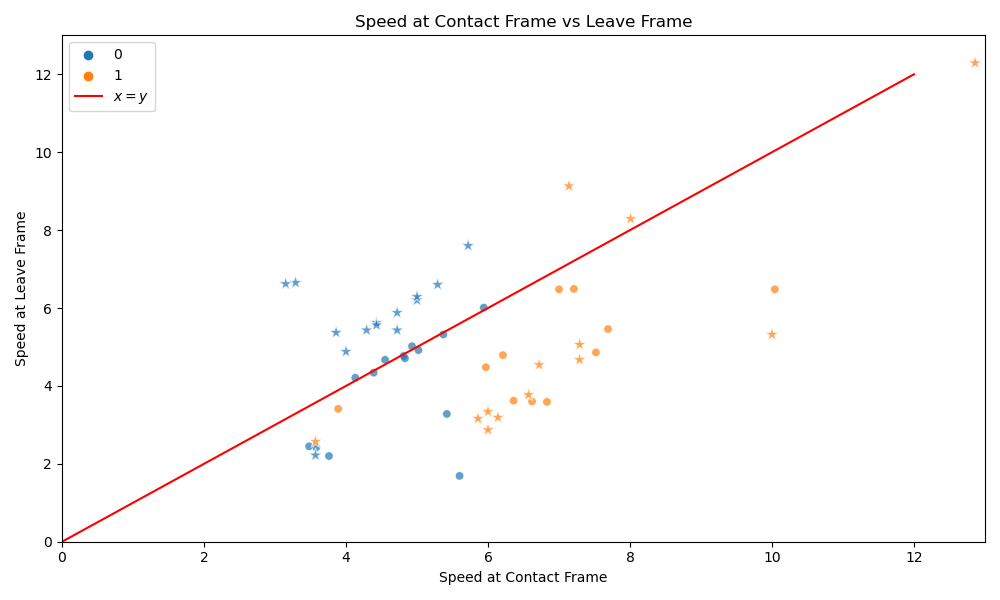 Speed at Contact Frame vs Leave Frame
0
1
x = y
Speed at Leave Frame
12
10
8
6
4
2
0
0 2 4 6 8 10 12
Speed at Contact Frame